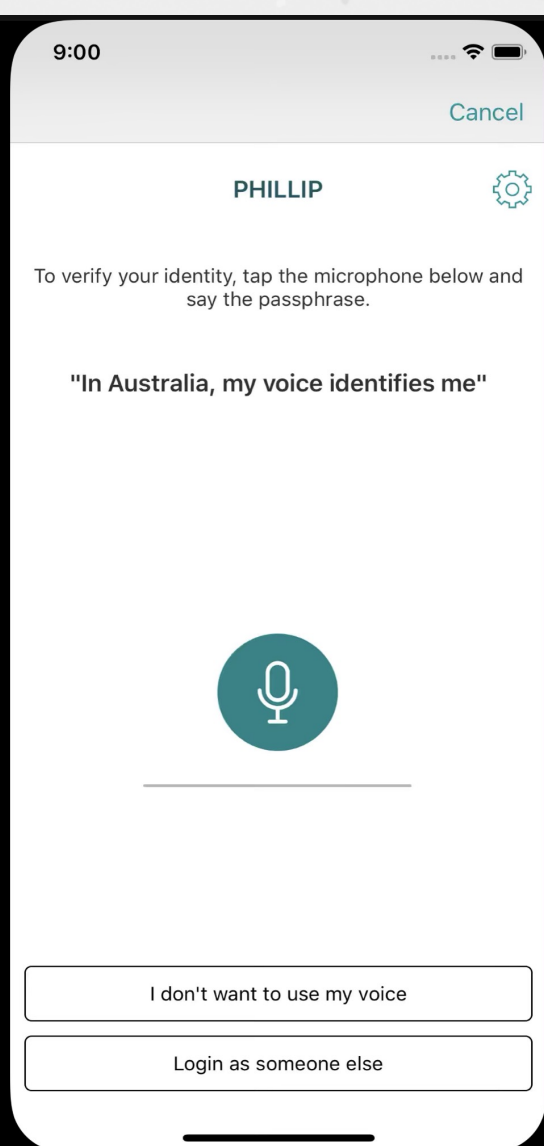 9:00
Cancel
PHILLIP
To verify your identity, tap the microphone below and
say the passphrase.
"In Australia, my voice identifies me"
I don't want to use my voice
Login as someone else